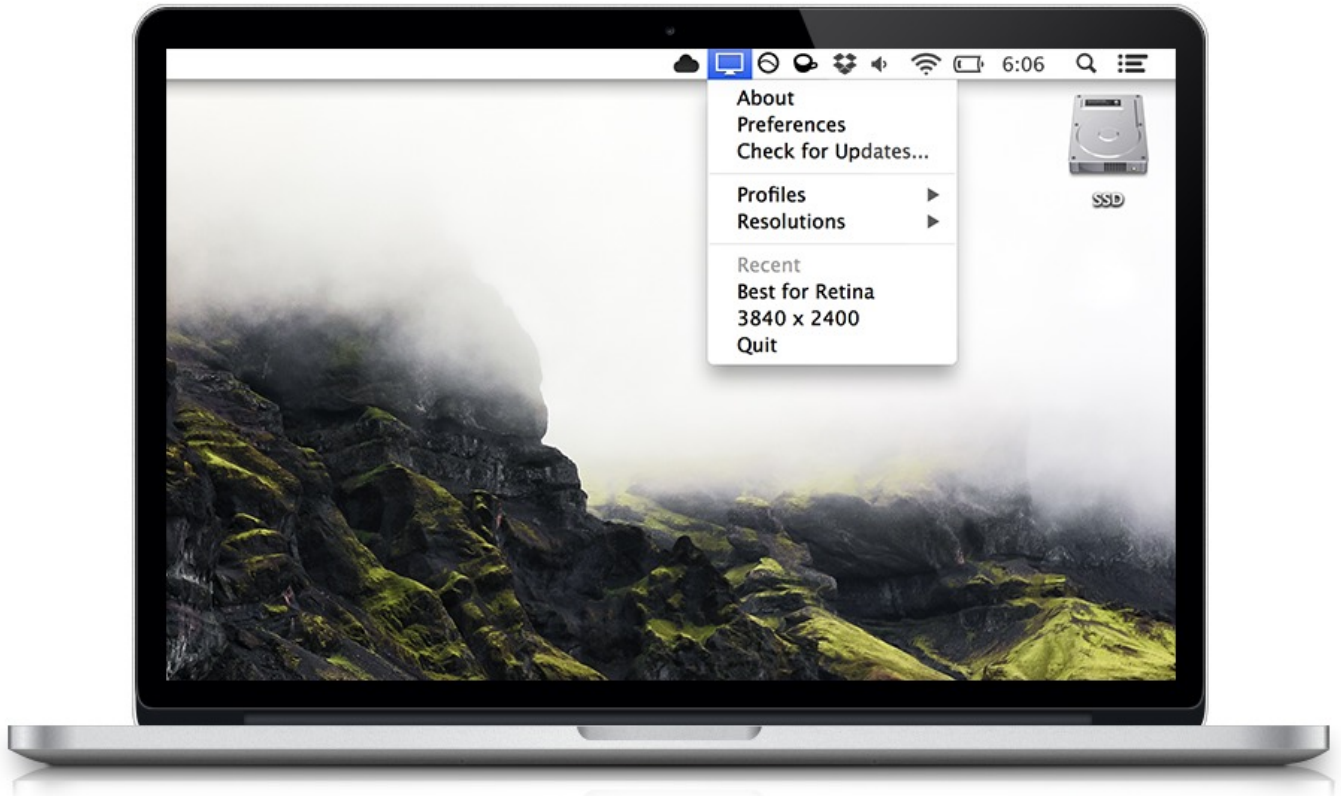 6:06
About
Preferences
Check for Updates...
Profiles
Resolutions
Recent
Best for Retina
3840 x 2400
Quit
SSD